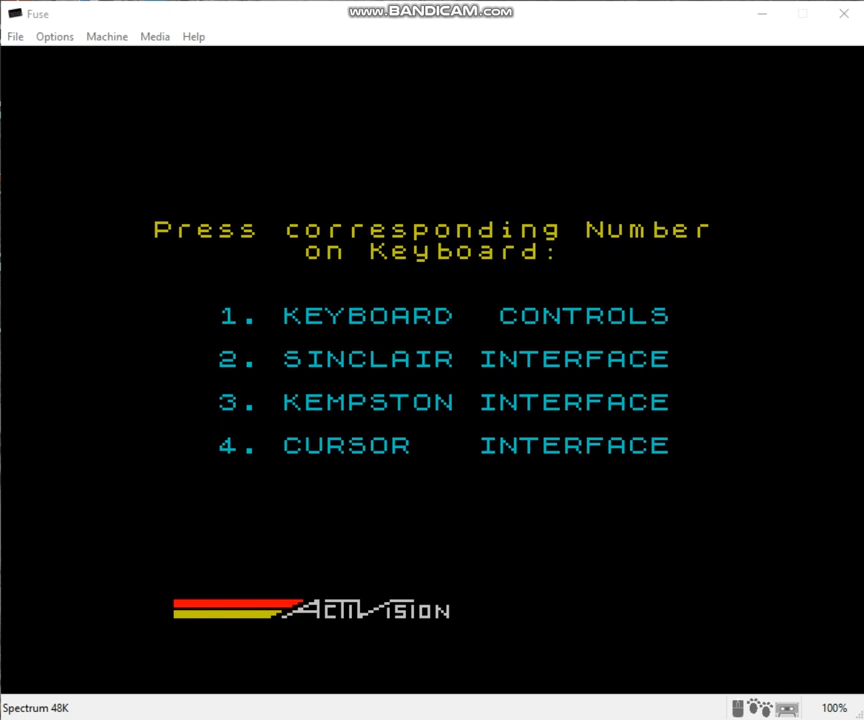 www.BANDICAM.com
Fuse
File Options Machine Media Help
Press corresponding Number
on Keyboard:
1. KEYBOARD CONTROLS
2. SINCLAIR INTERFACE
3. KEMPSTON INTERFACE
4. CURSOR INTERFACE
ACTIVISION
Spectrum 48K
100%